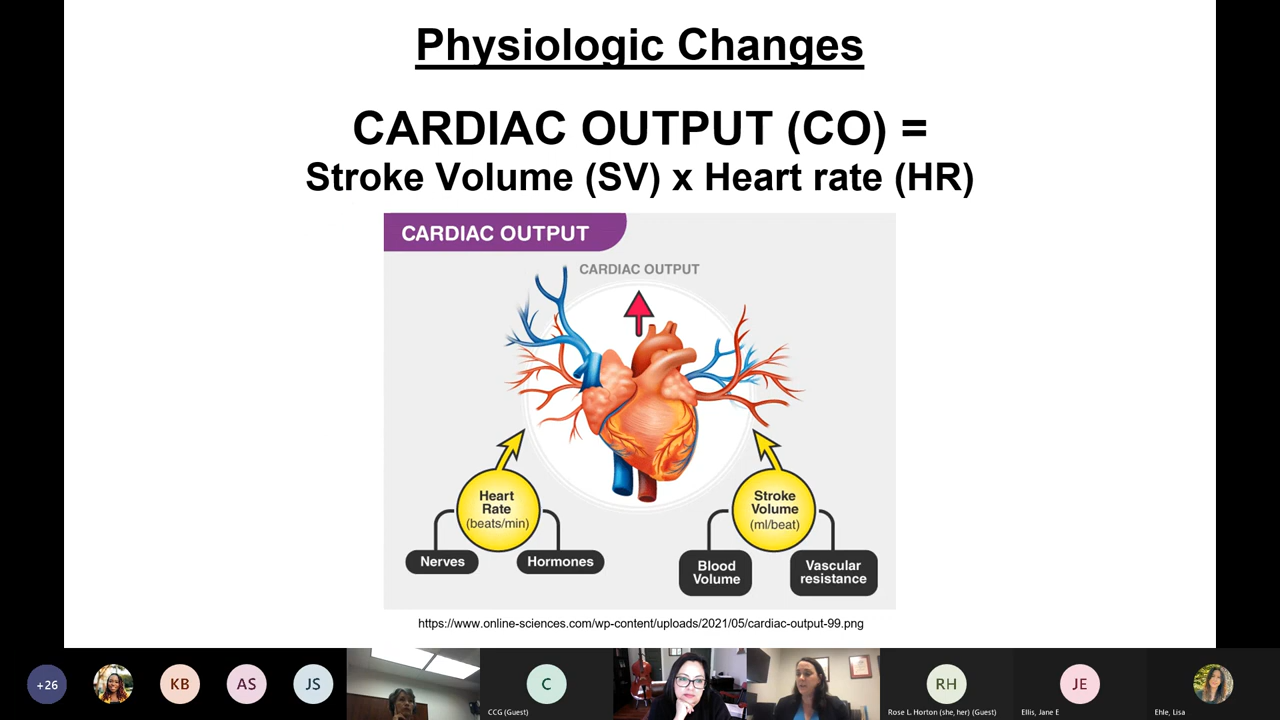 Physiologic Changes
CARDIAC OUTPUT (CO) =
Stroke Volume (SV) x Heart rate (HR)
CARDIAC OUTPUT
CARDIAC OUTPUT
Heart
Rate
(beats/min)
Nerves
Hormones
Stroke
Volume
(ml/beat)
Blood
Volume
Vascular
resistance
https://www.online-sciences.com/wp-content/uploads/2021/05/cardiac-output-99.png
+26
KB
AS
JS
C
CCG (Guest)
RH
Rose L. Horton (she, her) (Guest)
JE
Ellis, Jane E
Ehle, Lisa